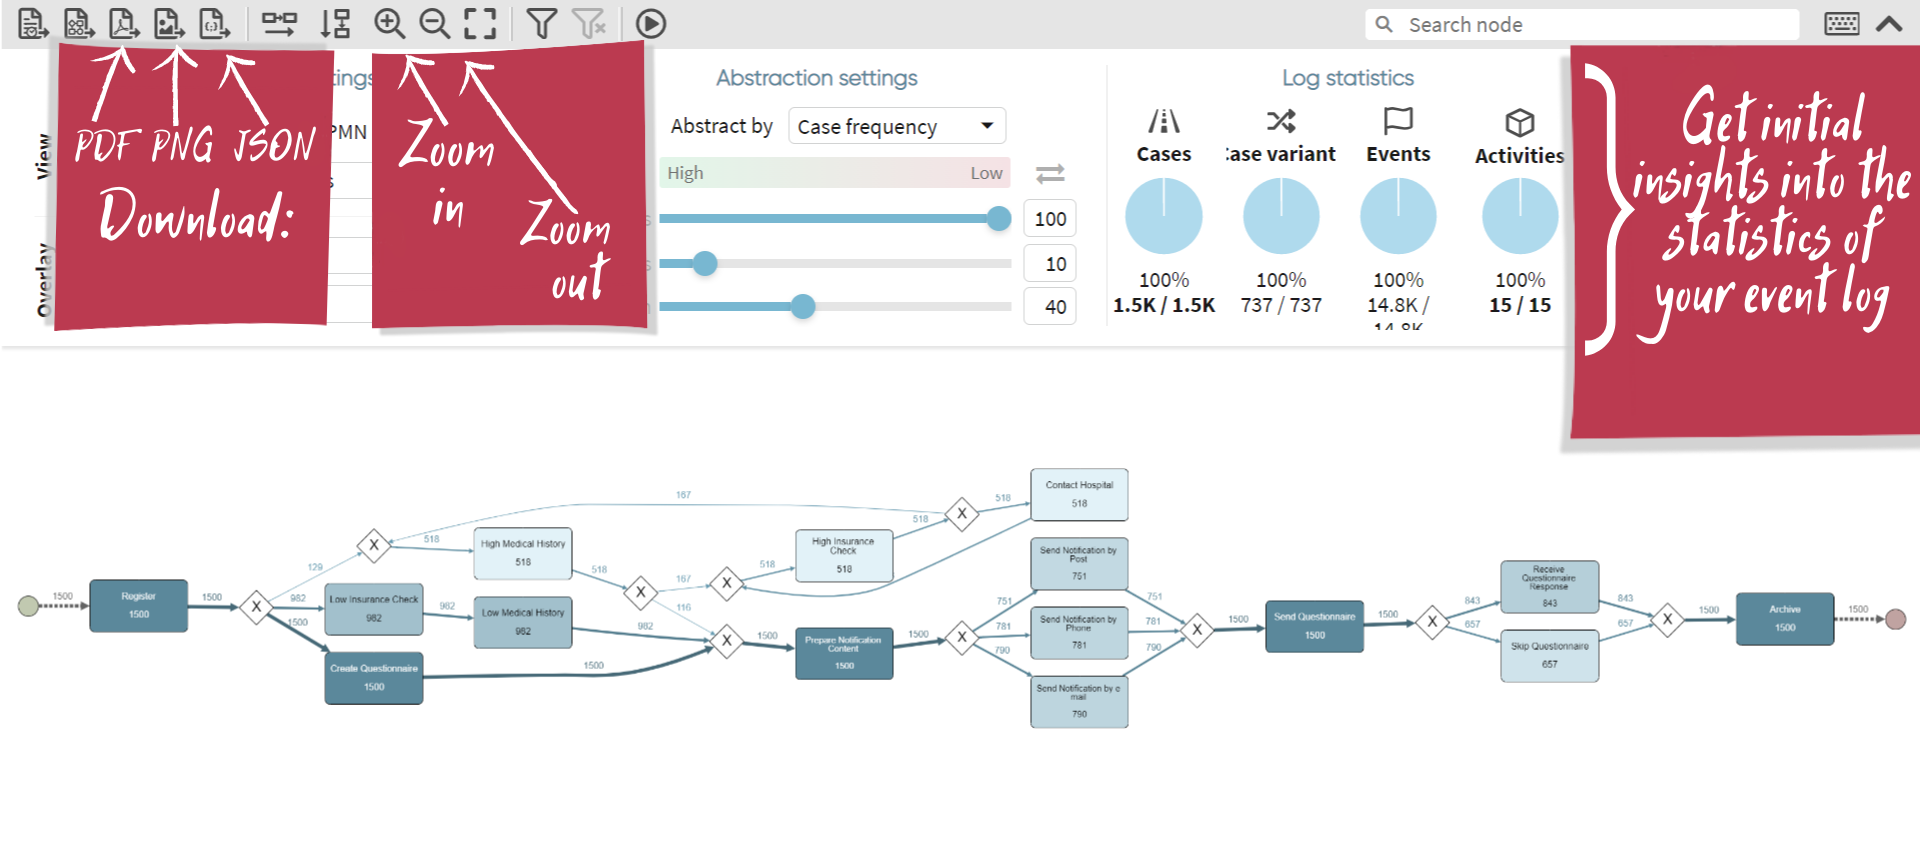 Search node
tings
Abstraction settings
Log statistics
View
PMN
Abstract by
Case frequency
High
Low
s
s
100
10
40
Overlay
Cases
ase variant
Events
Activities
100%
100%
100%
100%
1.5K / 1.5K
737 / 737
14.8K /
14.8K
15 / 15
PDF PNG JSON
Download:
Zoom
in
Zoom
out
Get initial
insights into the
statistics of
your event log
1500
Register
1500
1500
X
129
982
1500
X
518
167
High Medical History
518
518
Low Insurance Check
982
982
Low Medical History
982
982
Create Questionnaire
1500
1500
X
167
116
X
518
High Insurance
Check
518
518
X
518
Contact Hospital
518
X
1500
Prepare Notification
Content
1500
1500
X
751
781
790
Send Notification by
Post
751
751
Send Notification by
Phone
781
781
Send Notification by e
mail
790
790
X
1500
Send Questionnaire
1500
1500
X
843
657
Receive
Questionnaire
Response
843
843
Skip Questionnaire
657
657
X
1500
Archive
1500
1500